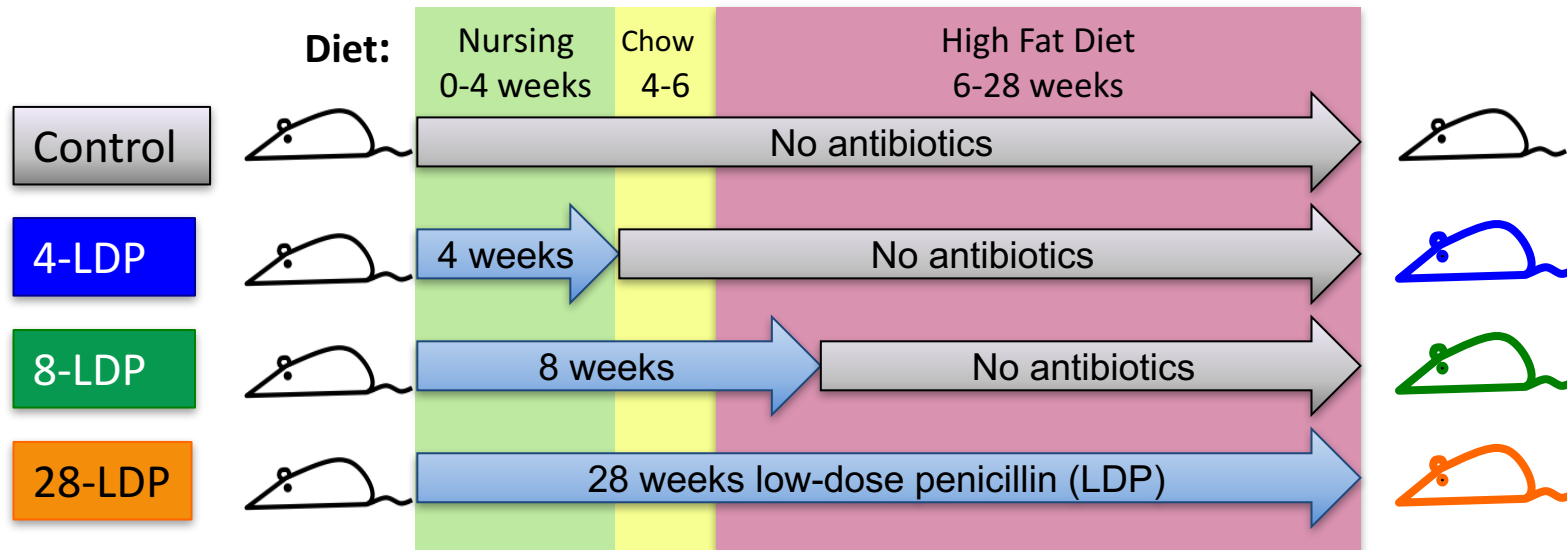 Diet:
Nursing
0-4 weeks
Chow
4-6
High Fat Diet
6-28 weeks
Control
No antibiotics
4-LDP
4 weeks
No antibiotics
8-LDP
8 weeks
No antibiotics
28-LDP
28 weeks low-dose penicillin (LDP)